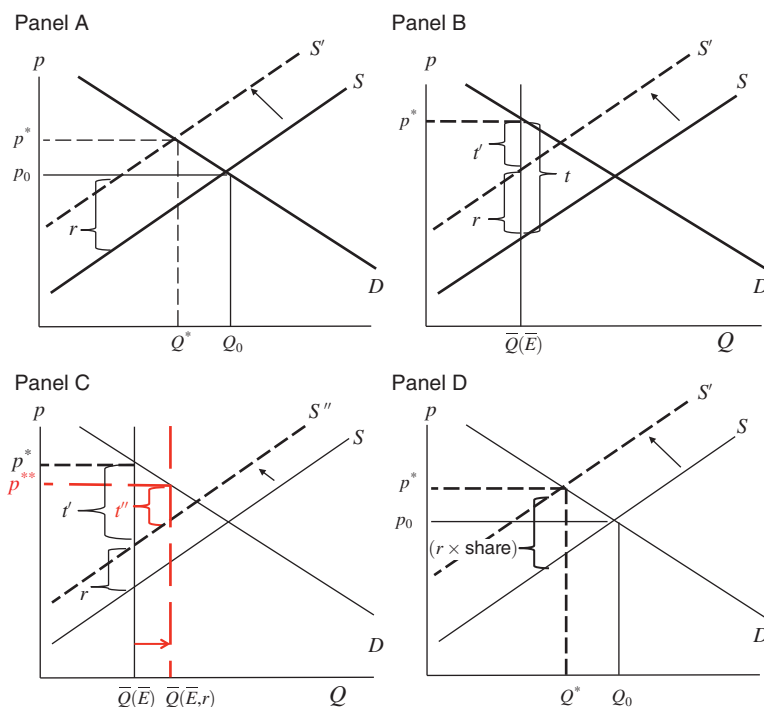 Panel A
p
S′
S
p*
p₀
r
D
Q*
Q₀
Panel B
p
S′
S
p*
t′
t
r
D
Q̅(E̅)
Q
Panel C
p
S″
S
p*
p**
t′
t″
r
D
Q̅(E̅)
Q̅(E̅,r)
Q
Panel D
p
S′
S
p*
p₀
(r × share)
D
Q*
Q₀